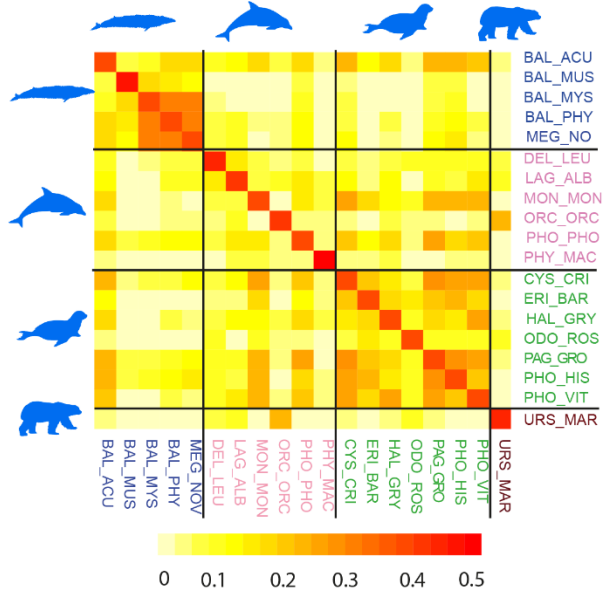 BAL_ACU
BAL_MUS
BAL_MYS
BAL_PHY
MEG_NO
DEL_LEU
LAG_ALB
MON_MON
ORC_ORC
PHO_PHO
PHY_MAC
CYS_CRI
ERI_BAR
HAL_GRY
ODO_ROS
PAG_GRO
PHO_HIS
PHO_VIT
URS_MAR
BAL_ACU
BAL_MUS
BAL_MYS
BAL_PHY
MEG_NOV
DEL_LEU
LAG_ALB
MON_MON
ORC_ORC
PHO_PHO
PHY_MAC
CYS_CRI
ERI_BAR
HAL_GRY
ODO_ROS
PAG_GRO
PHO_HIS
PHO_VIT
URS_MAR
0 0.1 0.2 0.3 0.4 0.5